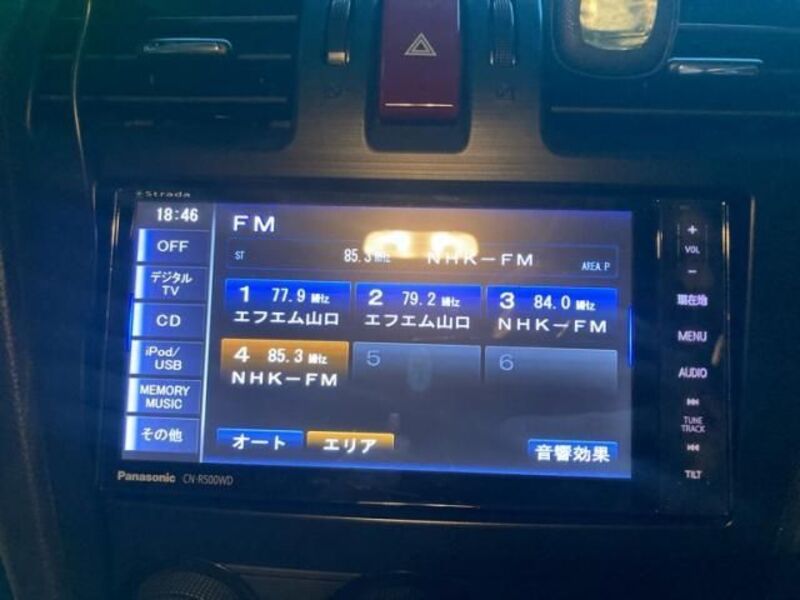 Strada
18:46
FM
OFF
ST 85.3 MHz NHK-FM AREA P
デジタル
TV
1 77.9 MHz
エフエム山口
2 79.2 MHz
エフエム山口
3 84.0 MHz
NHK-FM
CD
4 85.3 MHz
NHK-FM
5
6
iPod/
USB
MEMORY
MUSIC
その他
オート
エリア
音響効果
+
VOL
-
現在地
MENU
AUDIO
TUNE
TRACK
TILT
Panasonic CN-R500WD